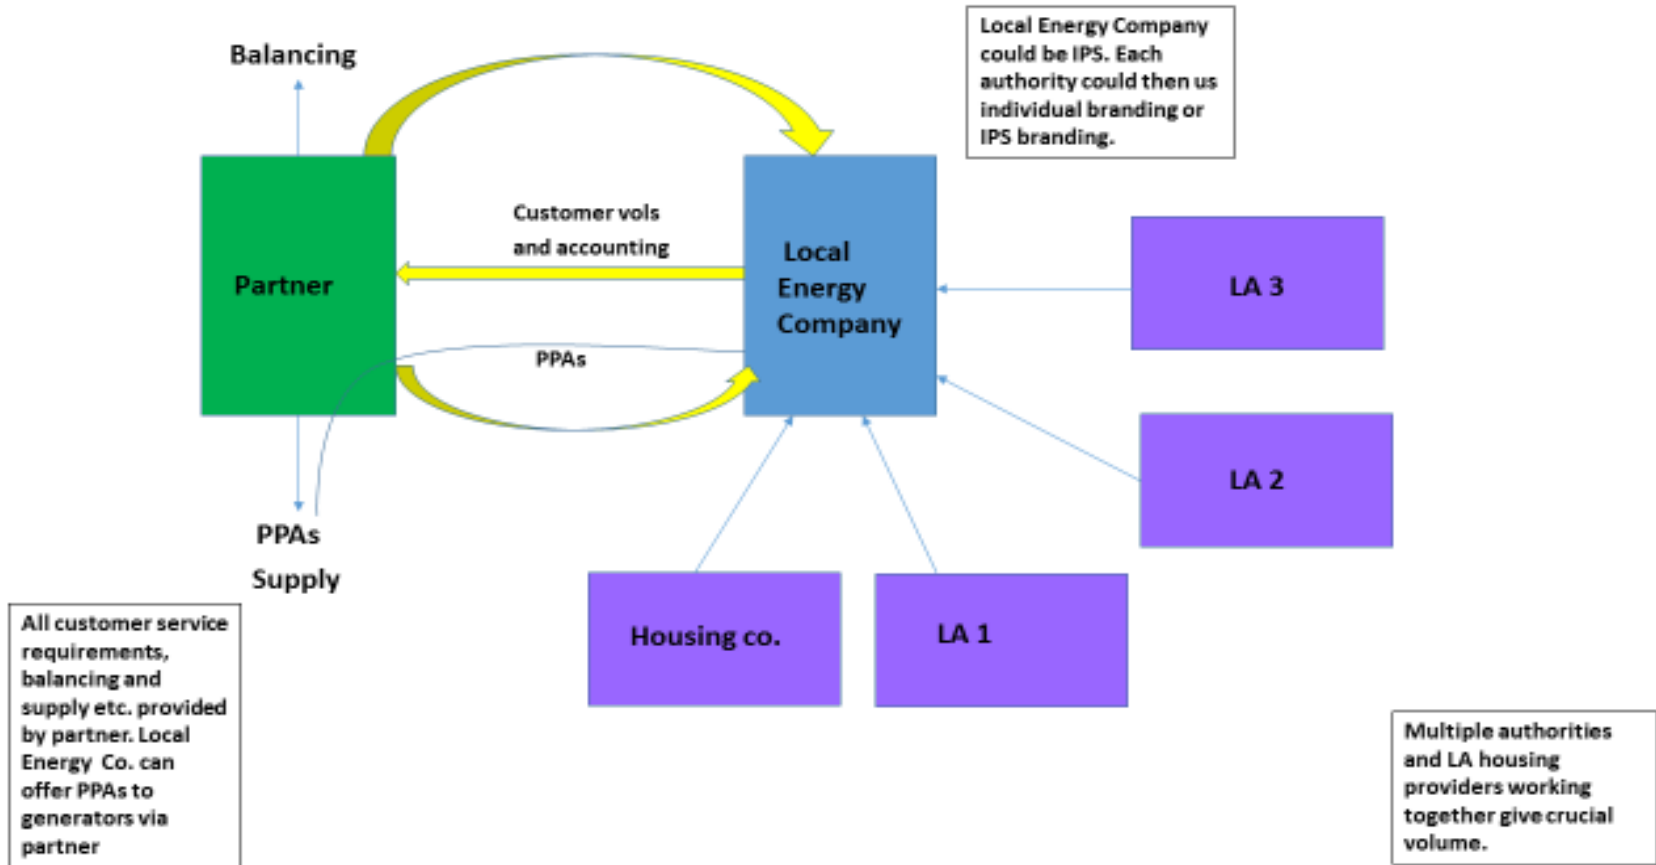 Balancing
Local Energy Company
could be IPS. Each
authority could then us
individual branding or
IPS branding.
Customer vols
and accounting
Partner
Local
Energy
Company
LA 3
PPAs
LA 2
PPAs
Supply
Housing co.
LA 1
All customer service
requirements,
balancing and
supply etc. provided
by partner. Local
Energy Co. can
offer PPAs to
generators via
partner
Multiple authorities
and LA housing
providers working
together give crucial
volume.